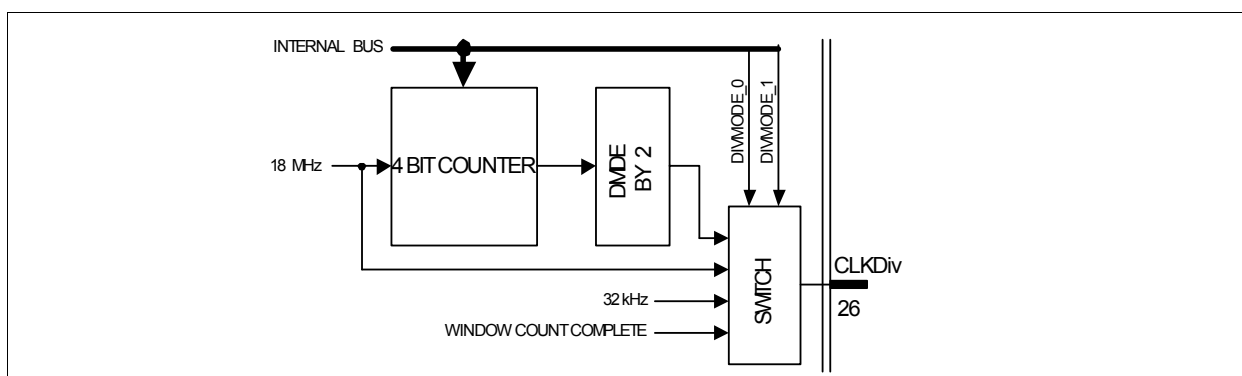 INTERNAL BUS
DIVMODE_0
DIVMODE_1
18 MHz
4 BIT COUNTER
DIVIDE
BY 2
SWITCH
CLKDiv
26
32 kHz
WINDOW COUNT COMPLETE